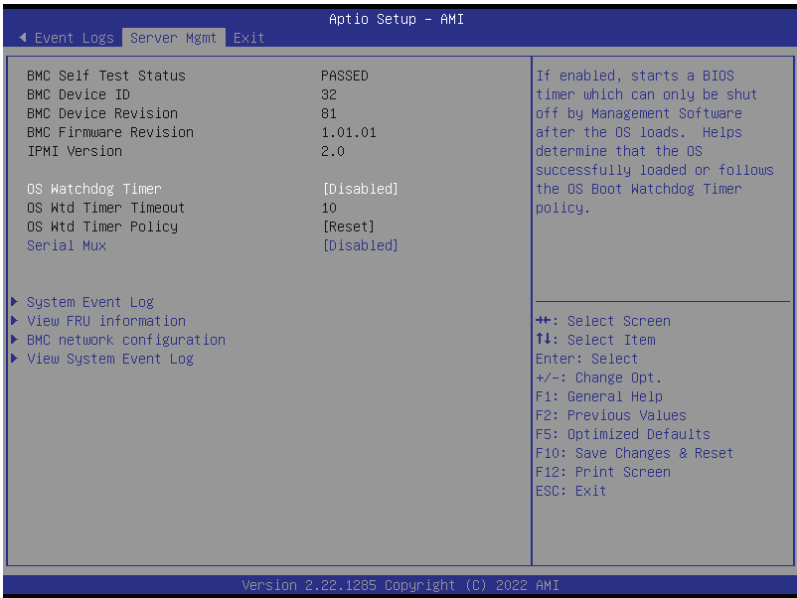 Aptio Setup – AMI
Event Logs Server Mgmt Exit
BMC Self Test Status PASSED
BMC Device ID 32
BMC Device Revision 81
BMC Firmware Revision 1.01.01
IPMI Version 2.0
OS Watchdog Timer [Disabled]
OS Wtd Timer Timeout 10
OS Wtd Timer Policy [Reset]
Serial Mux [Disabled]
System Event Log
View FRU information
BMC network configuration
View System Event Log
If enabled, starts a BIOS
timer which can only be shut
off by Management Software
after the OS loads. Helps
determine that the OS
successfully loaded or follows
the OS Boot Watchdog Timer
policy.
→←: Select Screen
↑↓: Select Item
Enter: Select
+/-: Change Opt.
F1: General Help
F2: Previous Values
F5: Optimized Defaults
F10: Save Changes & Reset
F12: Print Screen
ESC: Exit
Version 2.22.1285 Copyright (C) 2022 AMI